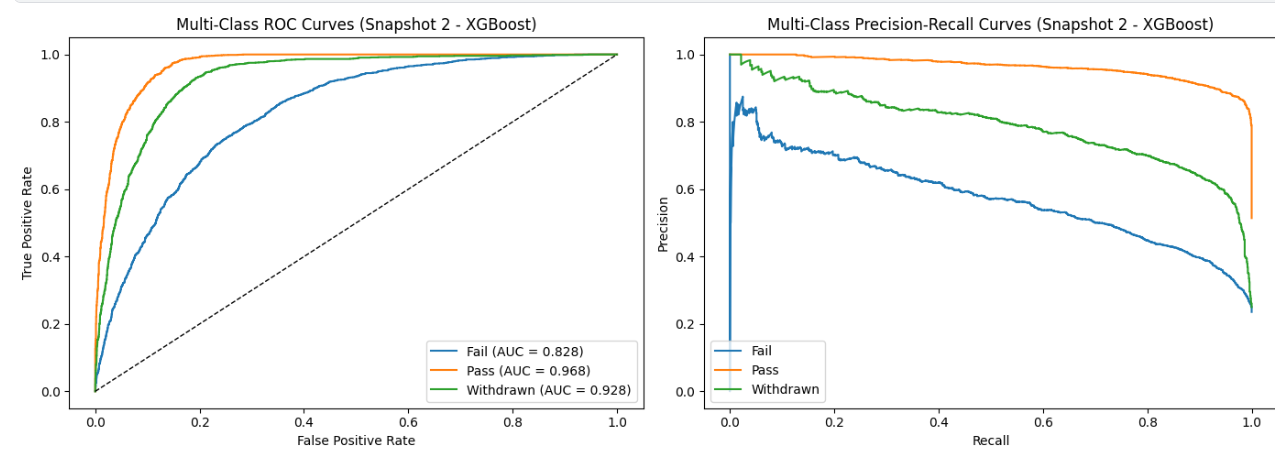 Multi-Class ROC Curves (Snapshot 2 - XGBoost)
1.0
0.8
0.6
0.4
0.2
0.0
True Positive Rate
0.0 0.2 0.4 0.6 0.8 1.0
False Positive Rate
Fail (AUC = 0.828)
Pass (AUC = 0.968)
Withdrawn (AUC = 0.928)
Multi-Class Precision-Recall Curves (Snapshot 2 - XGBoost)
1.0
0.8
0.6
0.4
0.2
0.0
Precision
0.0 0.2 0.4 0.6 0.8 1.0
Recall
Fail
Pass
Withdrawn